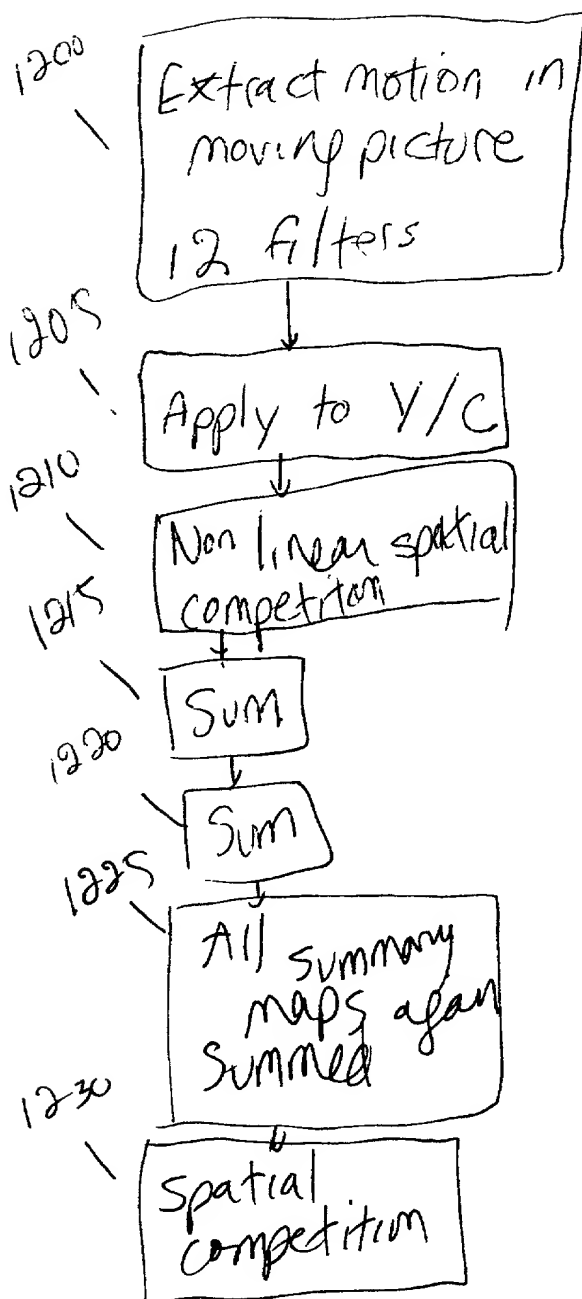 1200
Extract motion in
moving picture
12 filters
1205
Apply to Y/C
1210
Non linear spatial
competiton
1215
Sum
1220
Sum
1225
All summary
maps again
summed
1230
Spatial
competition